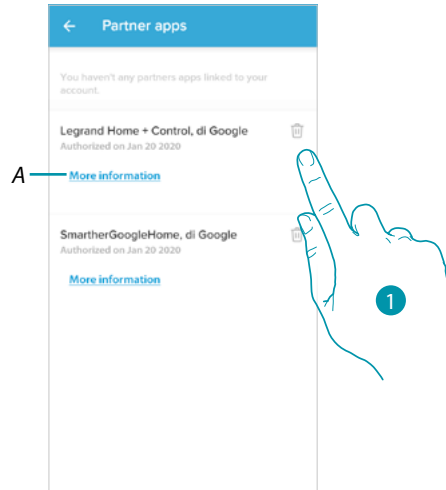 Partner apps
You haven't any partners apps linked to your
account.
Legrand Home + Control, di Google
Authorized on Jan 20 2020
A
More information
SmartherGoogleHome, di Google
Authorized on Jan 20 2020
More information
1